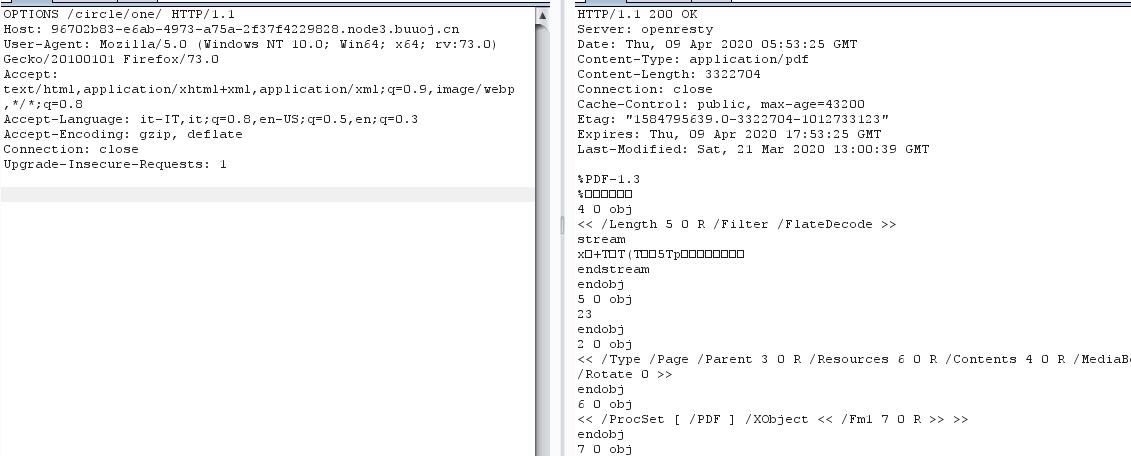 OPTIONS /circle/one/ HTTP/1.1
Host: 96702b83-e6ab-4973-a75a-2f37f4229828.node3.buuoj.cn
User-Agent: Mozilla/5.0 (Windows NT 10.0; Win64; x64; rv:73.0)
Gecko/20100101 Firefox/73.0
Accept:
text/html,application/xhtml+xml,application/xml;q=0.9,image/webp
,*/*;q=0.8
Accept-Language: it-IT,it;q=0.8,en-US;q=0.5,en;q=0.3
Accept-Encoding: gzip, deflate
Connection: close
Upgrade-Insecure-Requests: 1
HTTP/1.1 200 OK
Server: openresty
Date: Thu, 09 Apr 2020 05:53:25 GMT
Content-Type: application/pdf
Content-Length: 3322704
Connection: close
Cache-Control: public, max-age=43200
Etag: "1584795639.0-3322704-1012733123"
Expires: Thu, 09 Apr 2020 17:53:25 GMT
Last-Modified: Sat, 21 Mar 2020 13:00:39 GMT
%PDF-1.3
%□□□□□□
4 0 obj
<< /Length 5 0 R /Filter /FlateDecode >>
stream
x□+T□T(T□□5Tp□□□□□□□□
endstream
endobj
5 0 obj
23
endobj
2 0 obj
<< /Type /Page /Parent 3 0 R /Resources 6 0 R /Contents 4 0 R
/Rotate 0 >>
endobj
6 0 obj
<< /ProcSet [ /PDF ] /XObject << /Fm1 7 0 R >> >>
endobj
7 0 obj